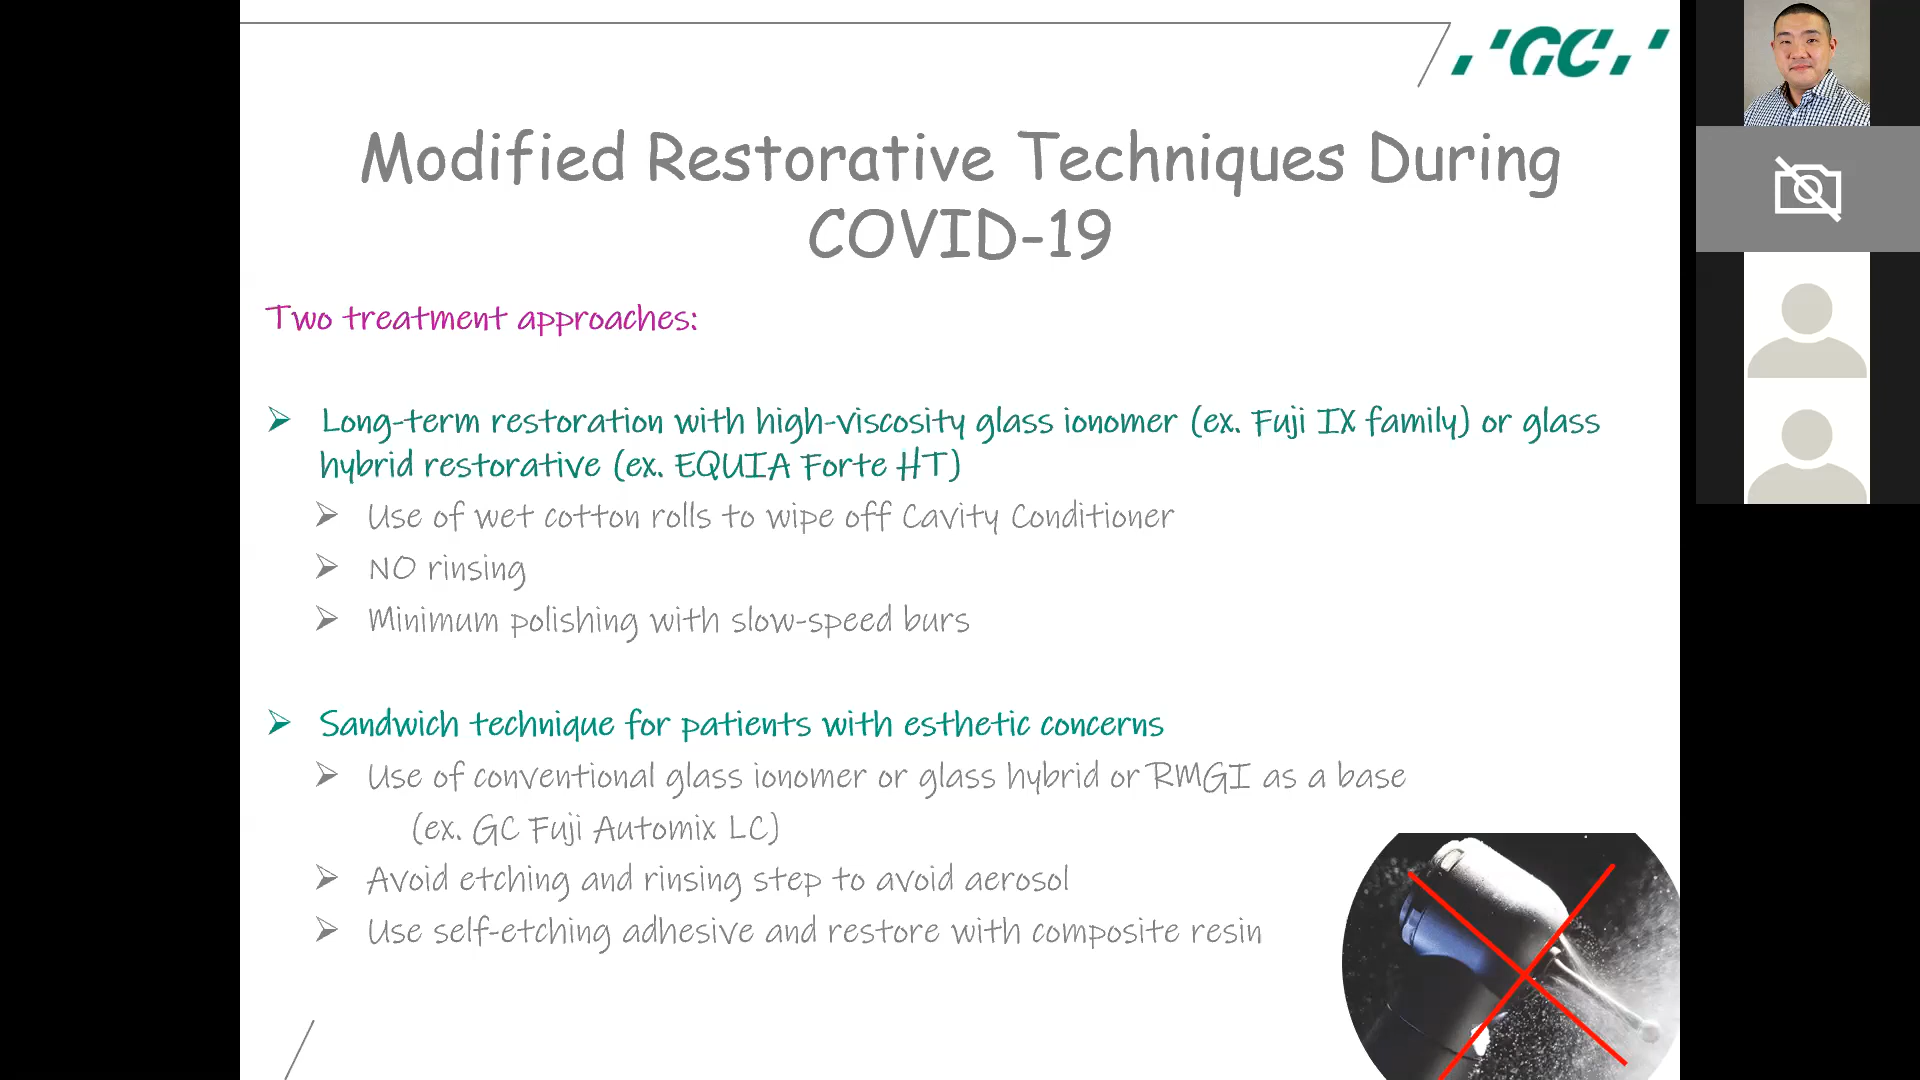 GC
Modified Restorative Techniques During
COVID-19
Two treatment approaches:
Long-term restoration with high-viscosity glass ionomer (ex. Fuji IX family) or glass
hybrid restorative (ex. EQUIA Forte HT)
Use of wet cotton rolls to wipe off Cavity Conditioner
NO rinsing
Minimum polishing with slow-speed burs
Sandwich technique for patients with esthetic concerns
Use of conventional glass ionomer or glass hybrid or RMGI as a base
(ex. GC Fuji Automix LC)
Avoid etching and rinsing step to avoid aerosol
Use self-etching adhesive and restore with composite resin